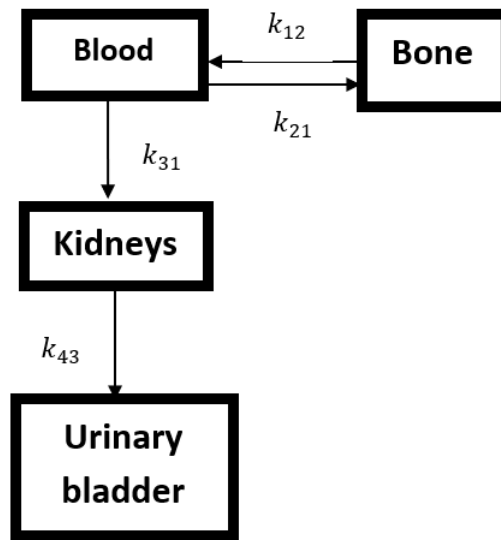 Blood
k₁₂
Bone
k₂₁
k₃₁
Kidneys
k₄₃
Urinary
bladder